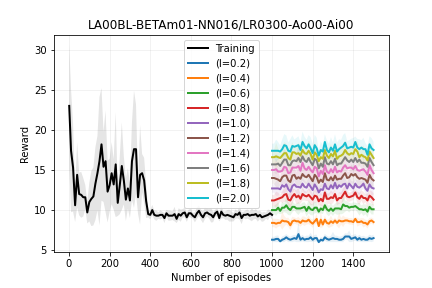 LA00BL-BETAm01-NN016/LR0300-Ao00-Ai00
Reward
30
25
20
15
10
5
Training
(l=0.2)
(l=0.4)
(l=0.6)
(l=0.8)
(l=1.0)
(l=1.2)
(l=1.4)
(l=1.6)
(l=1.8)
(l=2.0)
0 200 400 600 800 1000 1200 1400
Number of episodes